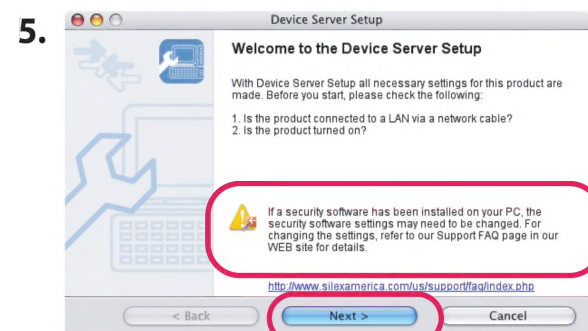 5.
Device Server Setup
Welcome to the Device Server Setup
With Device Server Setup all necessary settings for this product are
made. Before you start, please check the following:
1. Is the product connected to a LAN via a network cable?
2. Is the product turned on?
If a security software has been installed on your PC, the
security software settings may need to be changed. For
changing the settings, refer to our Support FAQ page in our
WEB site for details.
http://www.silexamerica.com/us/support/faq/index.php
< Back
Next >
Cancel